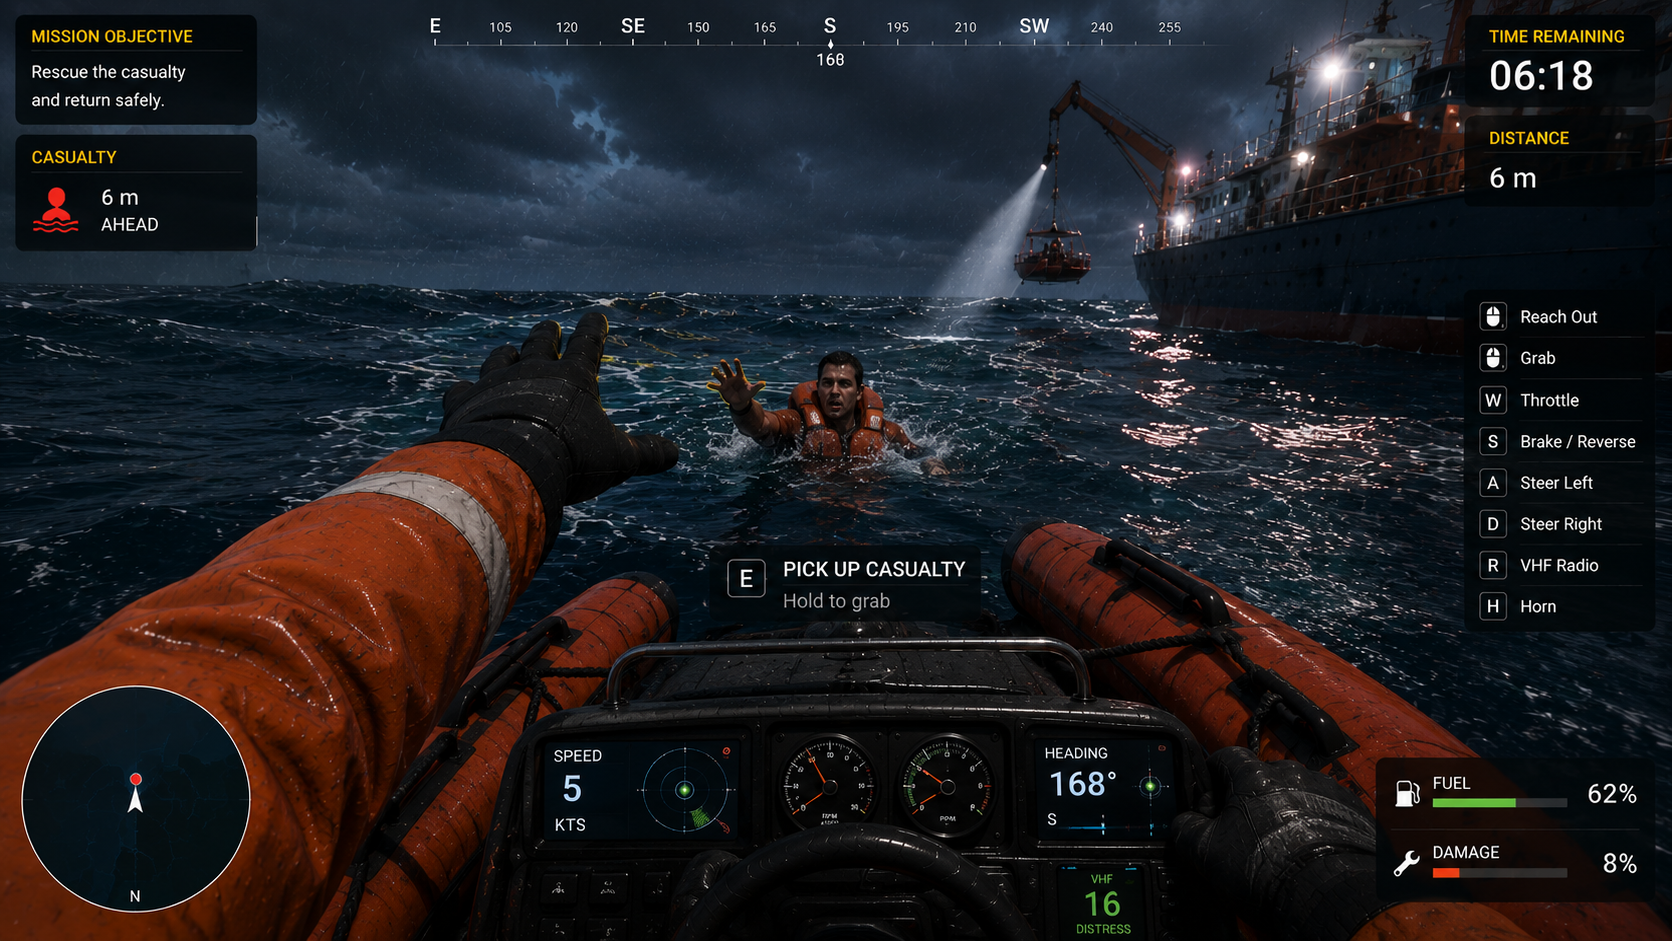 MISSION OBJECTIVE
Rescue the casualty
and return safely.
CASUALTY
6 m
AHEAD
E 105 120 SE 150 165 S 195 210 SW 240 255
168
TIME REMAINING
06:18
DISTANCE
6 m
Reach Out
Grab
W Throttle
S Brake / Reverse
A Steer Left
D Steer Right
R VHF Radio
H Horn
E PICK UP CASUALTY
Hold to grab
SPEED
5
KTS
HEADING
168°
S
VHF
16
DISTRESS
N
FUEL
62%
DAMAGE
8%